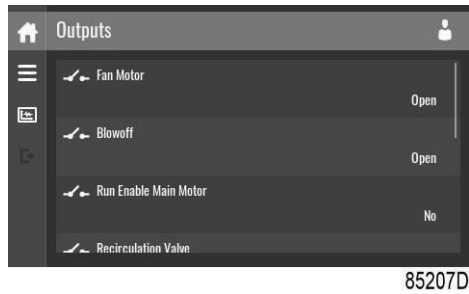 Outputs
Fan Motor
Open
Blowoff
Open
Run Enable Main Motor
No
Recirculation Valve
85207D